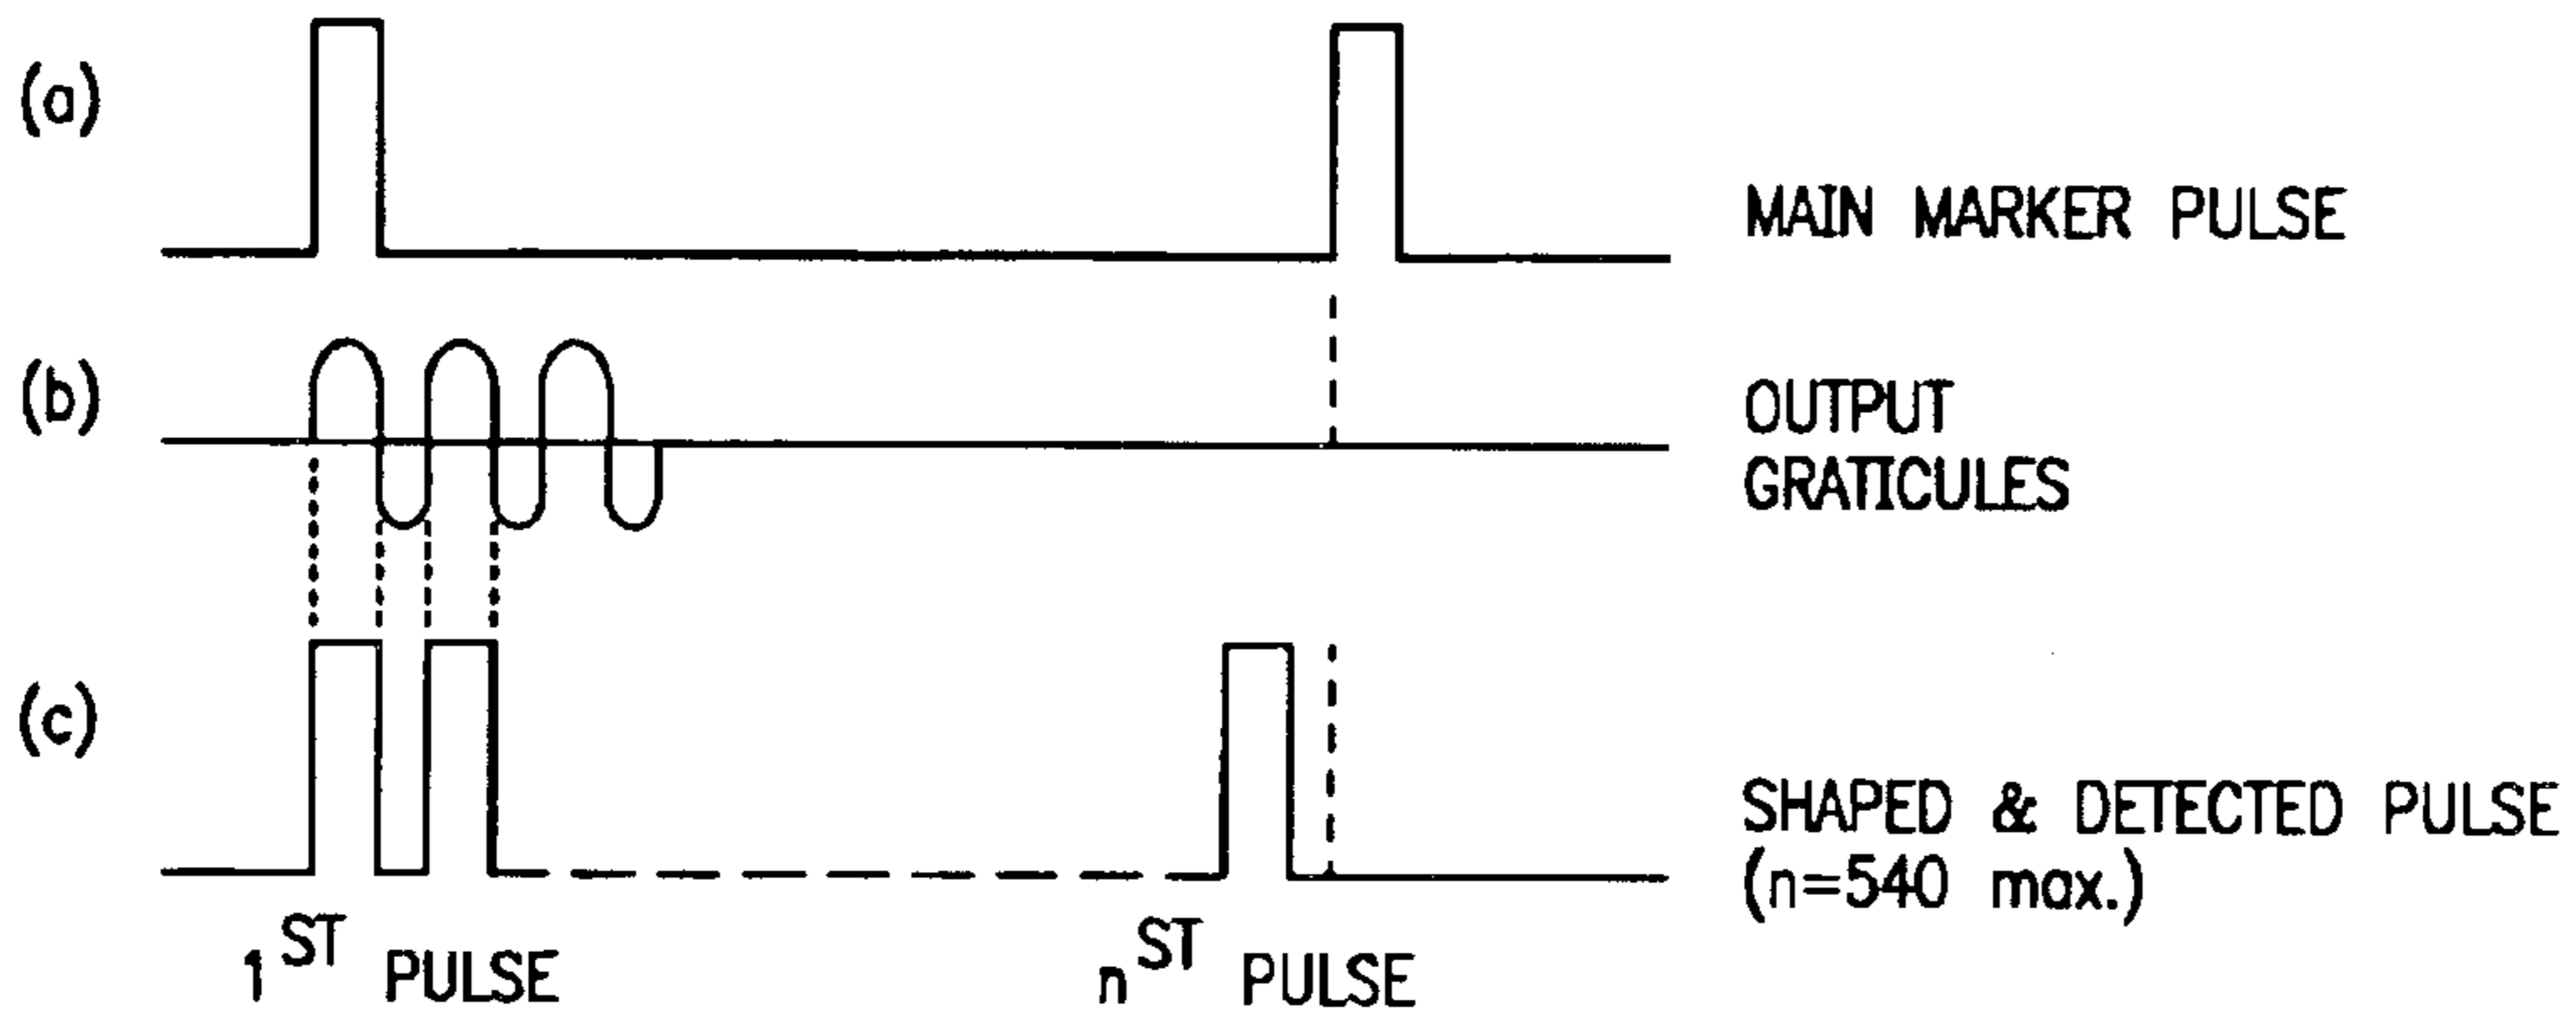 (a)
MAIN MARKER PULSE
(b)
OUTPUT
GRATICULES
(c)
SHAPED & DETECTED PULSE
(n=540 max.)
1ST PULSE
nST PULSE